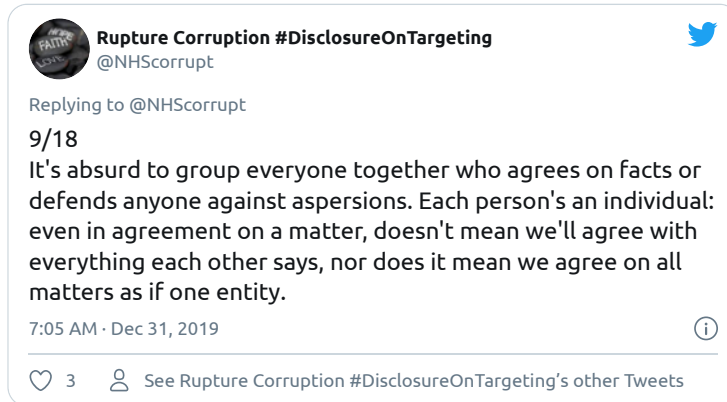 Rupture Corruption #DisclosureOnTargeting
@NHScorrupt
Replying to @NHScorrupt
9/18
It's absurd to group everyone together who agrees on facts or
defends anyone against aspersions. Each person's an individual:
even in agreement on a matter, doesn't mean we'll agree with
everything each other says, nor does it mean we agree on all
matters as if one entity.
7:05 AM · Dec 31, 2019
3 See Rupture Corruption #DisclosureOnTargeting’s other Tweets
HOPE
FAITH
LOVE